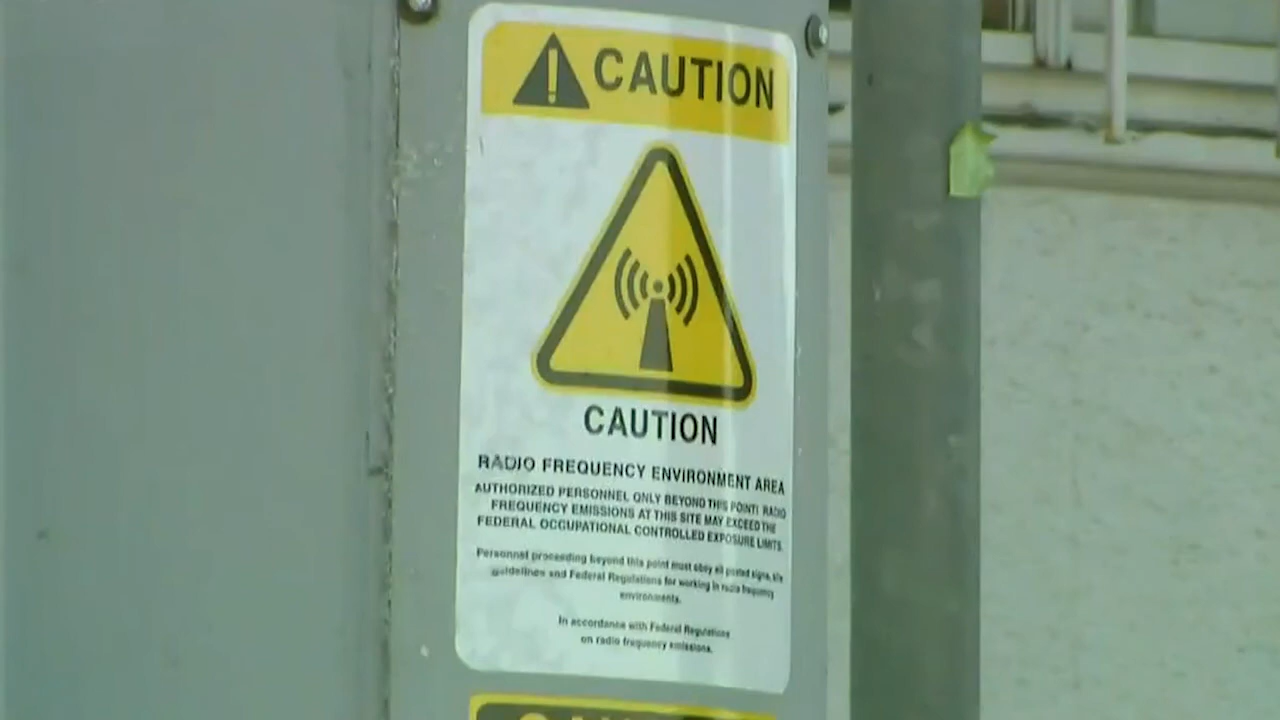 CAUTION
CAUTION
RADIO FREQUENCY ENVIRONMENT AREA
AUTHORIZED PERSONNEL ONLY BEYOND THIS POINT! RADIO
FREQUENCY EMISSIONS AT THIS SITE MAY EXCEED THE
FEDERAL OCCUPATIONAL CONTROLLED EXPOSURE LIMITS
Personnel proceeding beyond this point must obey all posted signs, site
guidelines and Federal Regulations for working in radio frequency
environments.
In accordance with Federal Regulations
on radio frequency emissions.